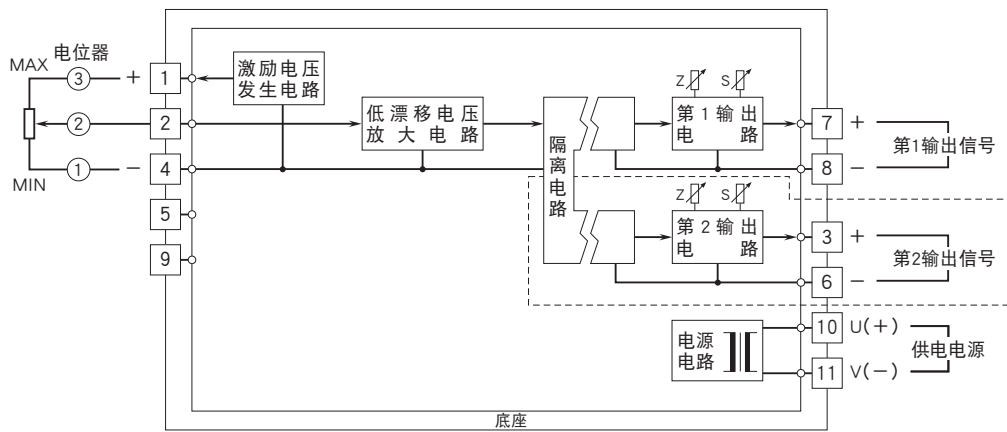 电位器
MAX
3
+
1
激励电压
发生电路
2
2
低漂移电压
放大电路
MIN
1
−
4
5
9
隔离电路
Z
S
第1输出
电路
7
+
8
−
第1输出信号
Z
S
第2输出
电路
3
+
6
−
第2输出信号
电源
电路
10
U(+)
11
V(−)
供电电源
底座